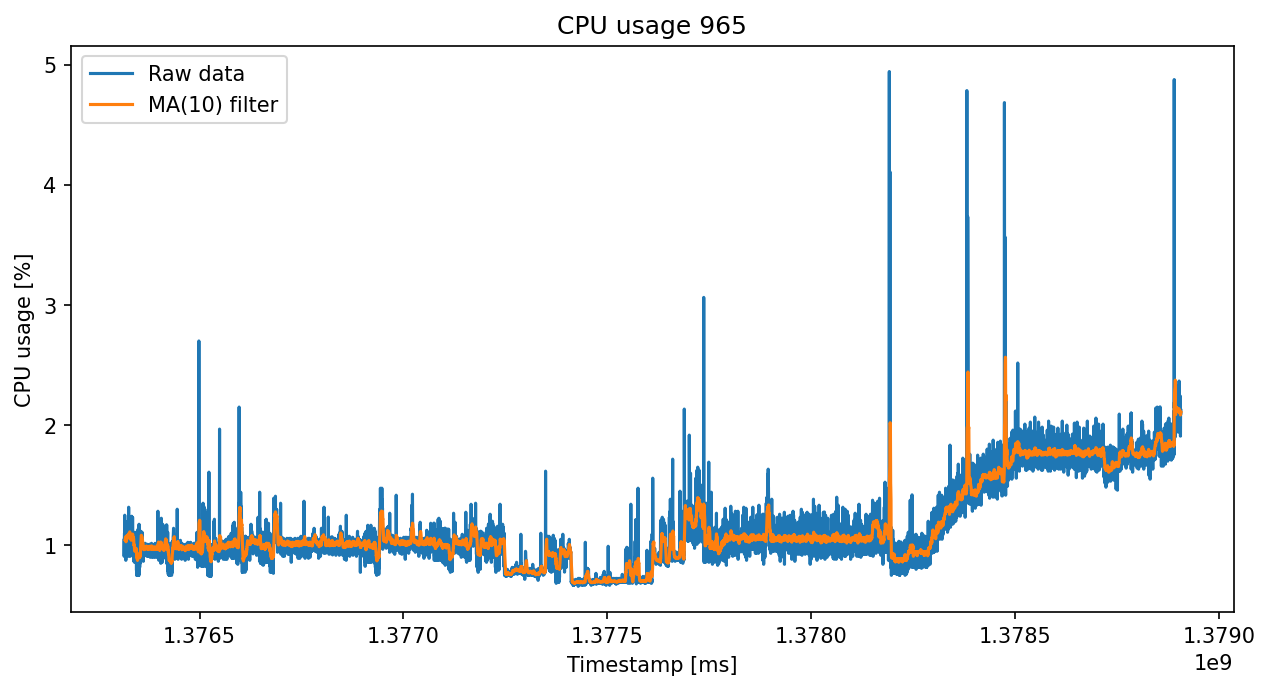 CPU usage 965
Raw data
MA(10) filter
CPU usage [%]
5
4
3
2
1
1.3765 1.3770 1.3775 1.3780 1.3785 1.3790
1e9
Timestamp [ms]